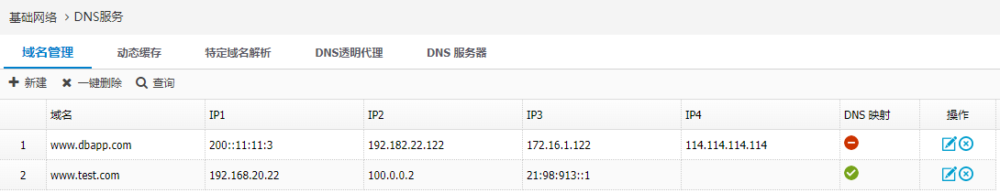 基础网络 > DNS服务
域名管理 动态缓存 特定域名解析 DNS透明代理 DNS 服务器
新建 一键删除 查询
域名 IP1 IP2 IP3 IP4 DNS 映射 操作
1 www.dbapp.com 200::11:11:3 192.182.22.122 172.16.1.122 114.114.114.114
2 www.test.com 192.168.20.22 100.0.0.2 21:98:913::1